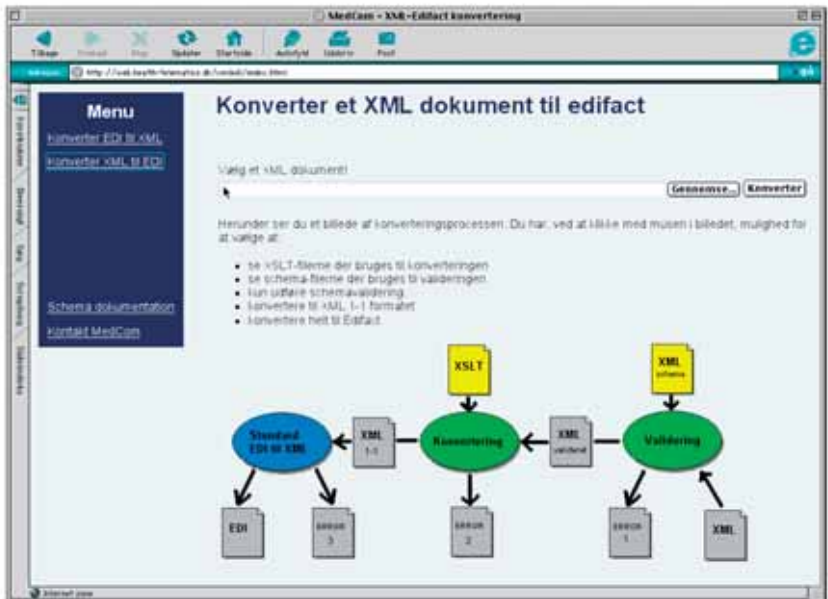 MedCom - XML-Edifact konvertering
Tilbage
Stop
Opdater
Startside
Autofyld
Udskriv
Post
Menu
Konverter EDI til XML
Konverter XML til EDI
Schema dokumentation
Kontakt MedCom
Konverter et XML dokument til edifact
Vælg et XML dokument!
Gennemse... Konverter
Herunder ser du et billede af konverteringsprocessen. Du har, ved at klikke med musen i billedet, mulighed for
at vælge at:
se XSLT-filerne der bruges til konverteringen
se schema-filerne der bruges til valideringen
kun udføre schemavalidering
konvertere til XML 1-1 formatet
konvertere helt til Edifact
XSLT
XML
schema
Standard
EDI til XML
XML
1-1
Konvertering
XML
valideret
Validering
EDI
ERROR
3
ERROR
2
ERROR
1
XML
Internet zone